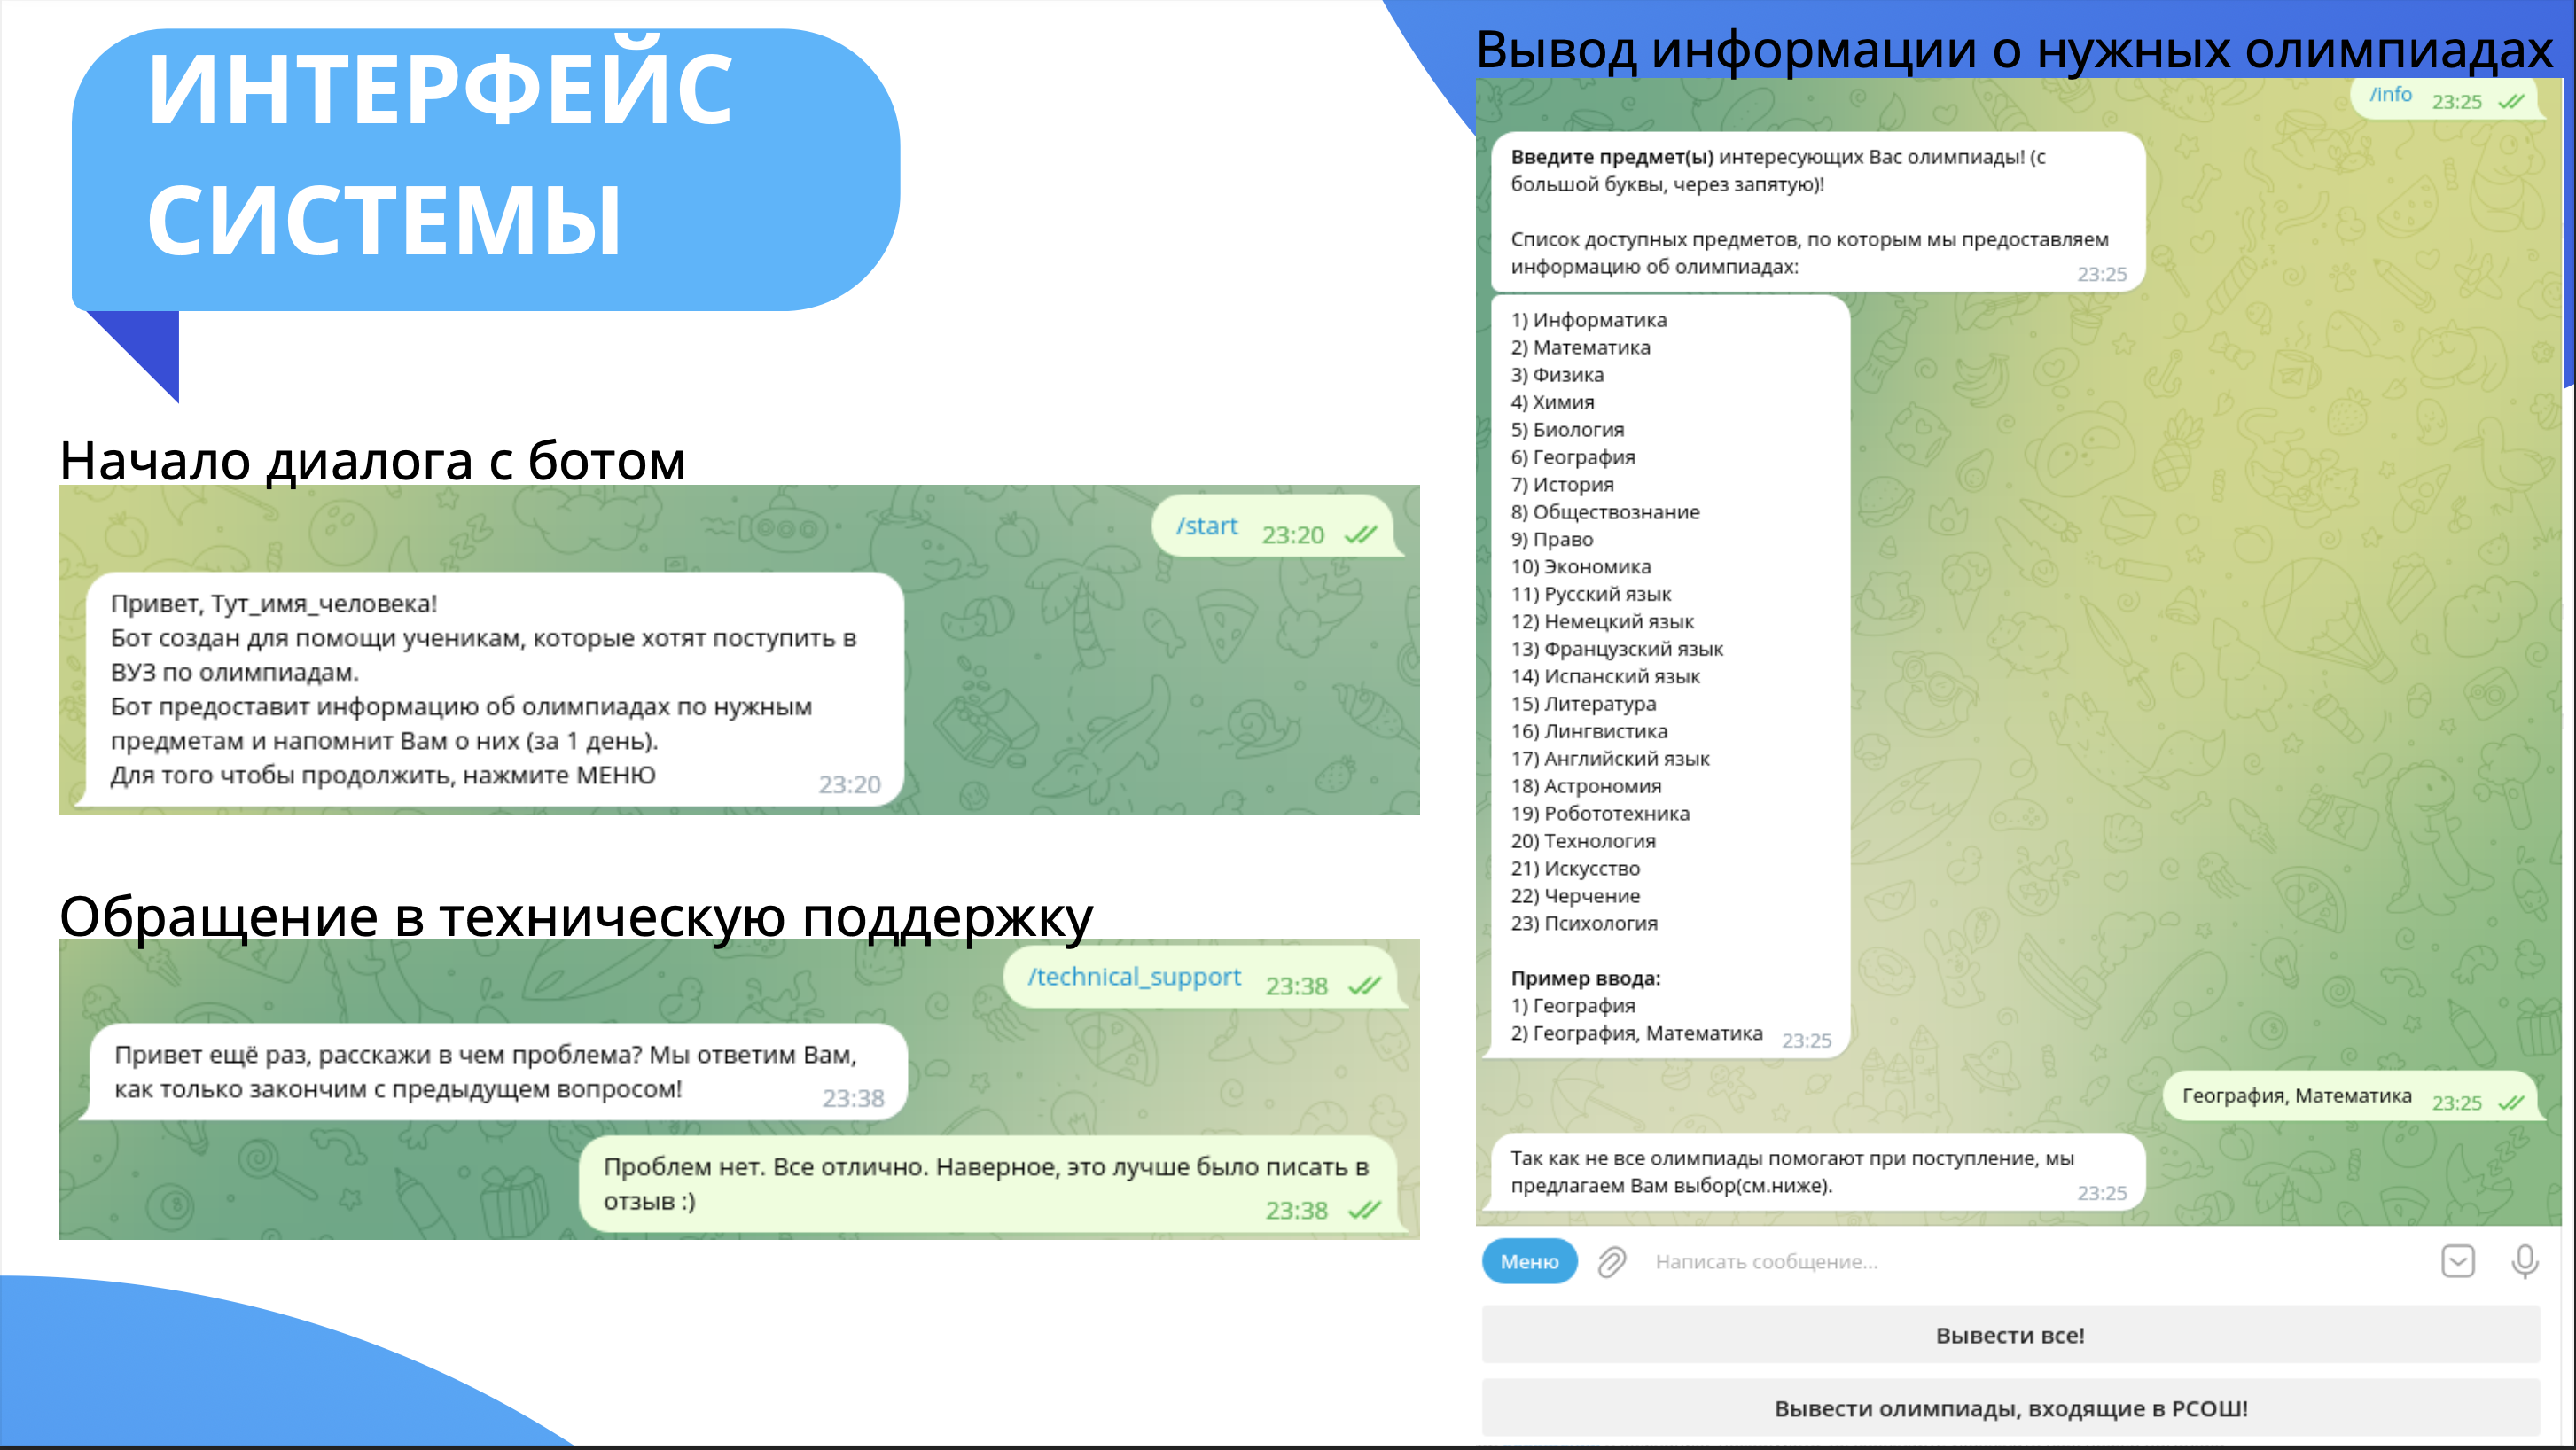 ИНТЕРФЕЙС
СИСТЕМЫ
Начало диалога с ботом
/start 23:20
Привет, Тут_имя_человека!
Бот создан для помощи ученикам, которые хотят поступить в
ВУЗ по олимпиадам.
Бот предоставит информацию об олимпиадах по нужным
предметам и напомнит Вам о них (за 1 день).
Для того чтобы продолжить, нажмите МЕНЮ 23:20
Обращение в техническую поддержку
/technical_support 23:38
Привет ещё раз, расскажи в чем проблема? Мы ответим Вам,
как только закончим с предыдущем вопросом! 23:38
Проблем нет. Все отлично. Наверное, это лучше было писать в
отзыв :) 23:38
Вывод информации о нужных олимпиадах
/info 23:25
Введите предмет(ы) интересующих Вас олимпиады! (с
большой буквы, через запятую)!
Список доступных предметов, по которым мы предоставляем
информацию об олимпиадах: 23:25
1) Информатика
2) Математика
3) Физика
4) Химия
5) Биология
6) География
7) История
8) Обществознание
9) Право
10) Экономика
11) Русский язык
12) Немецкий язык
13) Французский язык
14) Испанский язык
15) Литература
16) Лингвистика
17) Английский язык
18) Астрономия
19) Робототехника
20) Технология
21) Искусство
22) Черчение
23) Психология
Пример ввода:
1) География
2) География, Математика 23:25
География, Математика 23:25
Так как не все олимпиады помогают при поступление, мы
предлагаем Вам выбор(см.ниже). 23:25
Меню Написать сообщение...
Вывести все!
Вывести олимпиады, входящие в РСОШ!